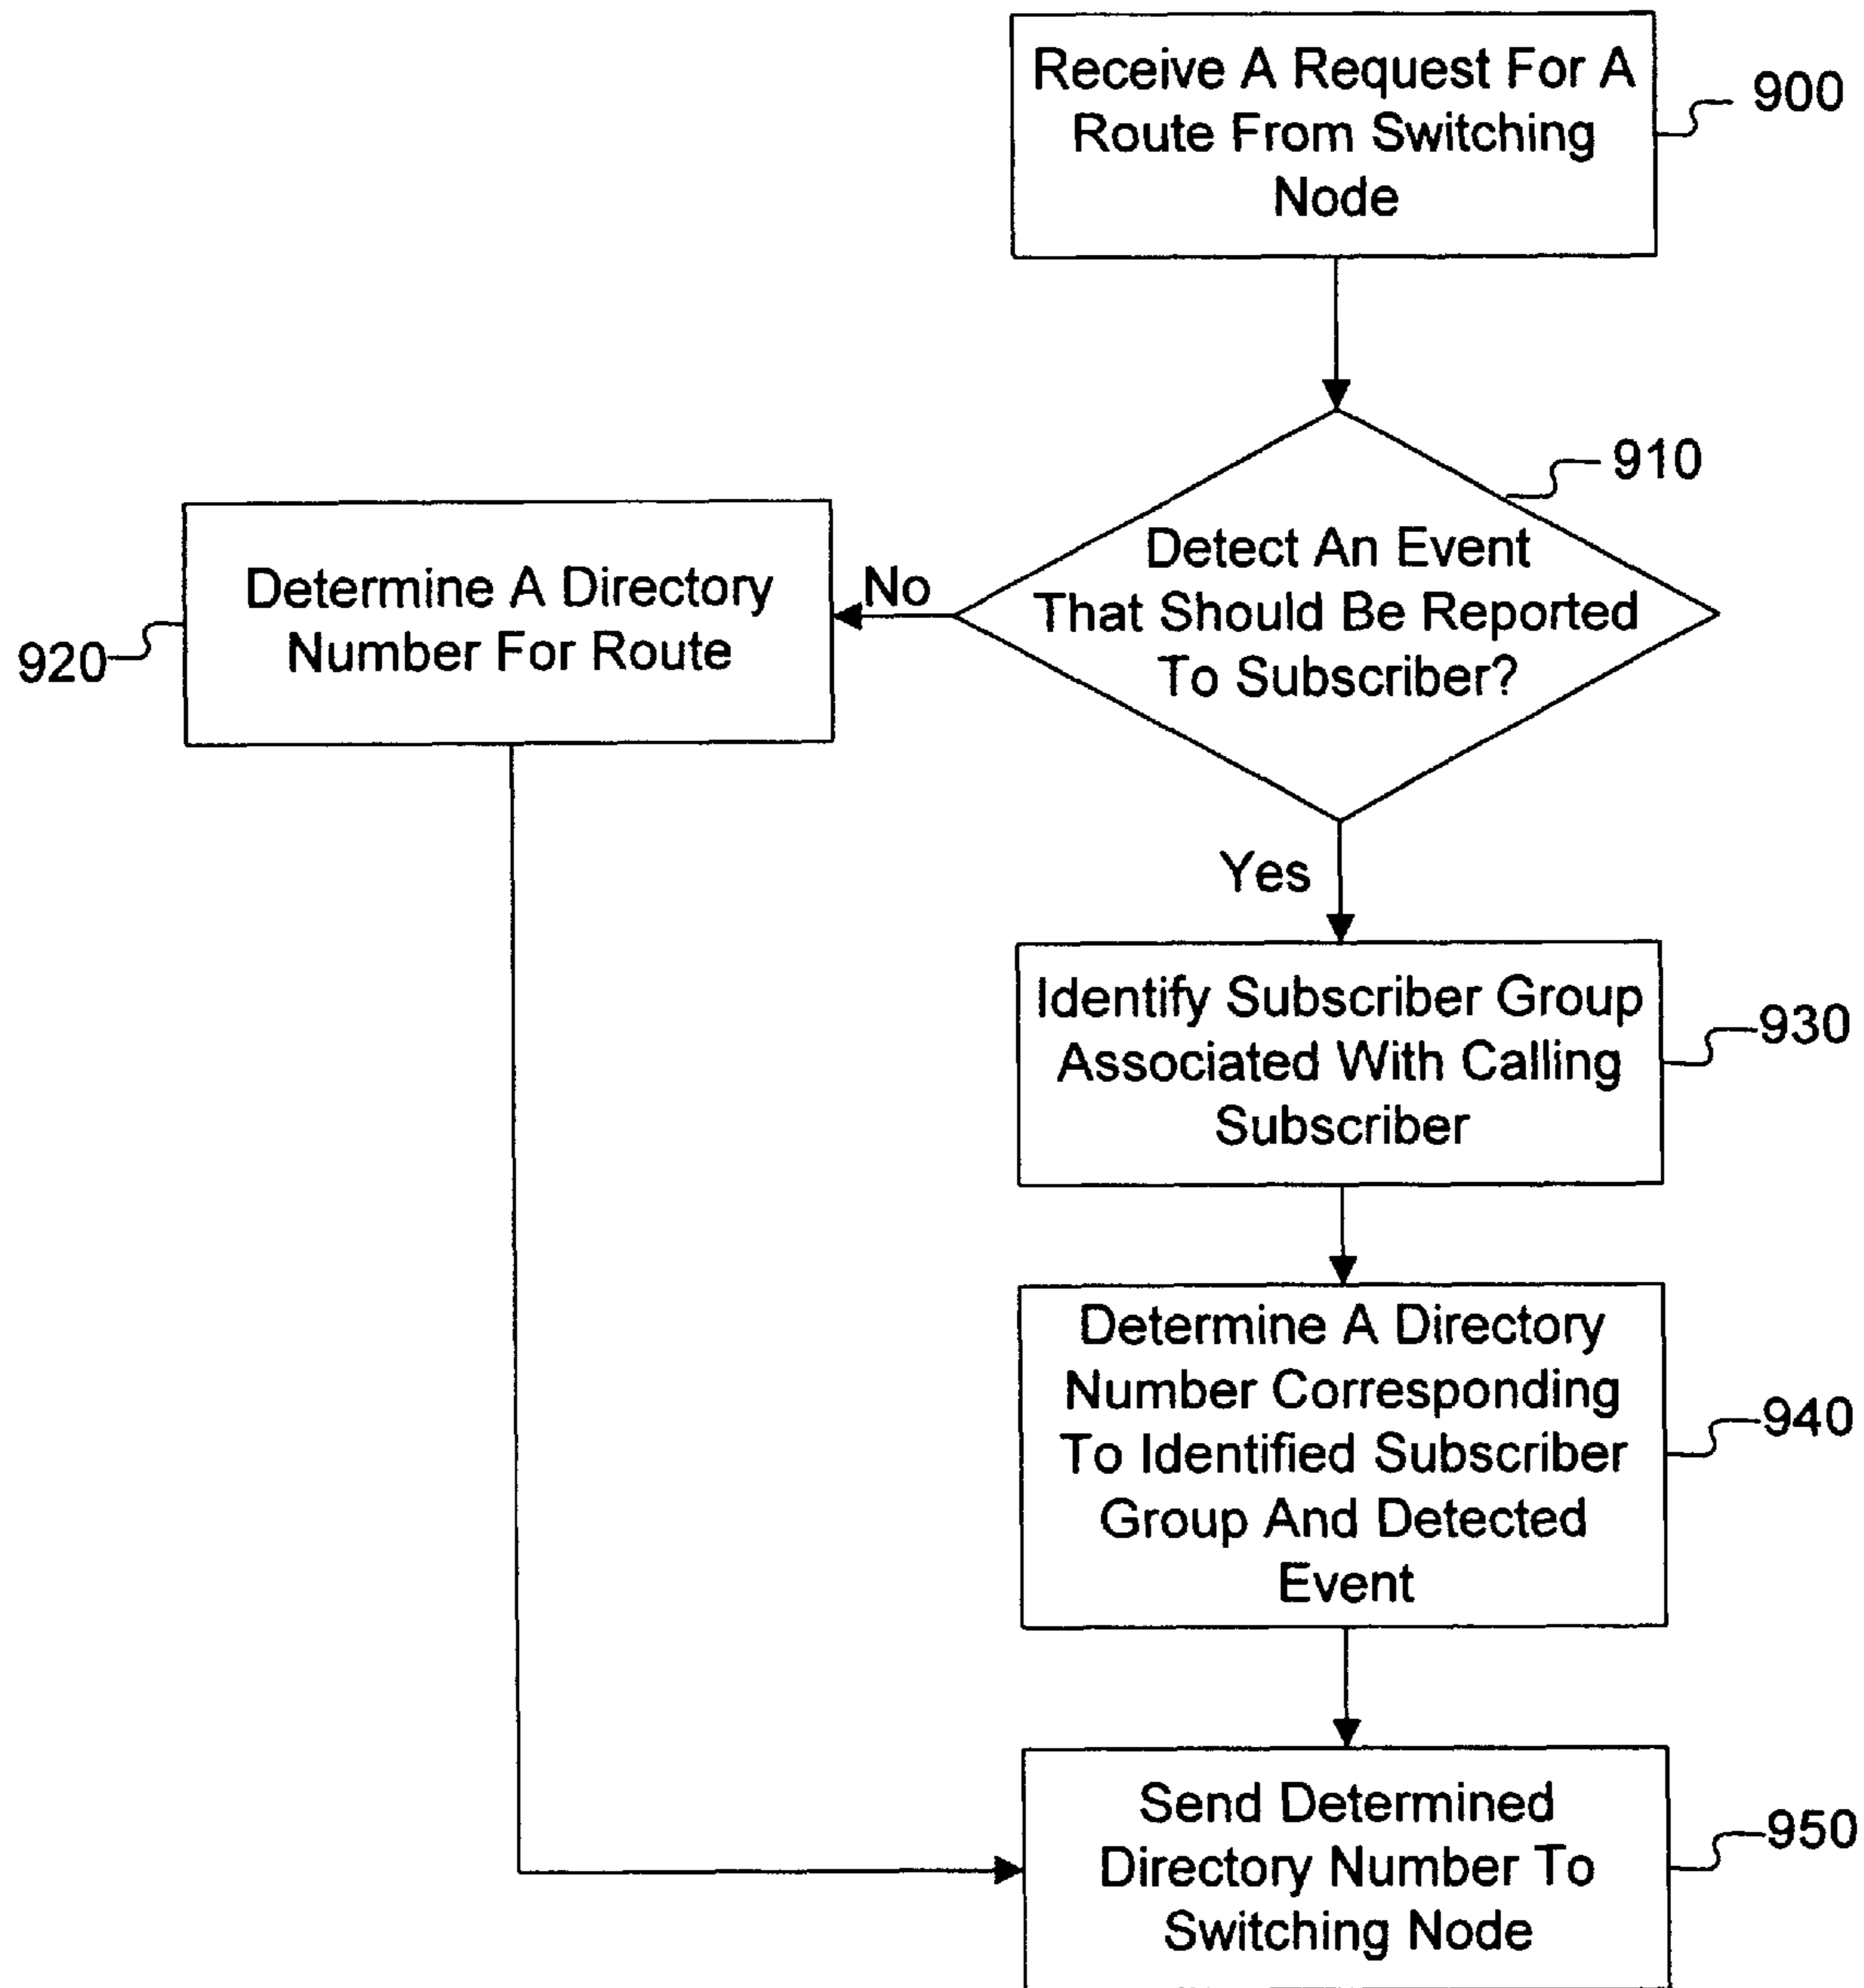 Receive A Request For A
Route From Switching
Node
900
910
Detect An Event
That Should Be Reported
To Subscriber?
No
Determine A Directory
Number For Route
920
Yes
Identify Subscriber Group
Associated With Calling
Subscriber
930
Determine A Directory
Number Corresponding
To Identified Subscriber
Group And Detected
Event
940
Send Determined
Directory Number To
Switching Node
950